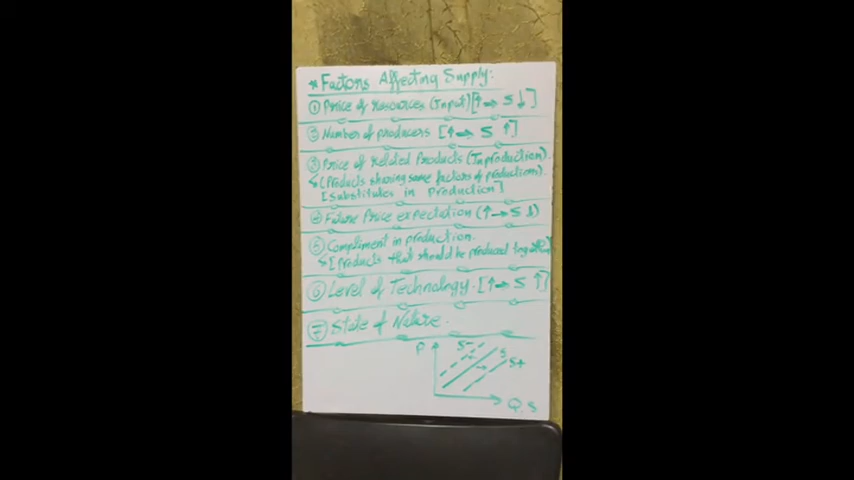 * Factors Affecting Supply:
① Price of Resources (Input) [↑ → S ↓]
② Number of producers [↑ → S ↑]
③ Price of Related Products (In production).
↳ (Products sharing same factors of productions).
[Substitutes in Production]
④ Future Price expectation (↑ → S ↓)
⑤ Compliment in production.
↳ [Products that should be produced together]
⑥ Level of Technology. [↑ → S ↑]
⑦ State of Nature.
P S- S S+
Q.S